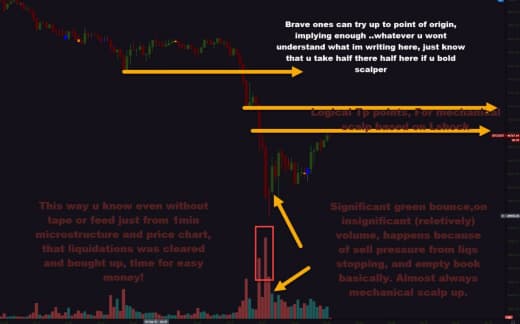 Brave ones can try up to point of origin,
implying enough ..whatever u wont
understand what im writing here, just know
that u take half there half here if u bold
scalper
Logical Tp points, For mechanical
scalp based on Lshock
This way u know even without
tape or feed just from 1min
microstructure and price chart,
that liquidations was cleared
and bought up, time for easy
money!
Significant green bounce,on
insignificant (reletively)
volume, happens because
of sell pressure from liqs
stopping, and empty book
basically. Almost always
mechanical scalp up.